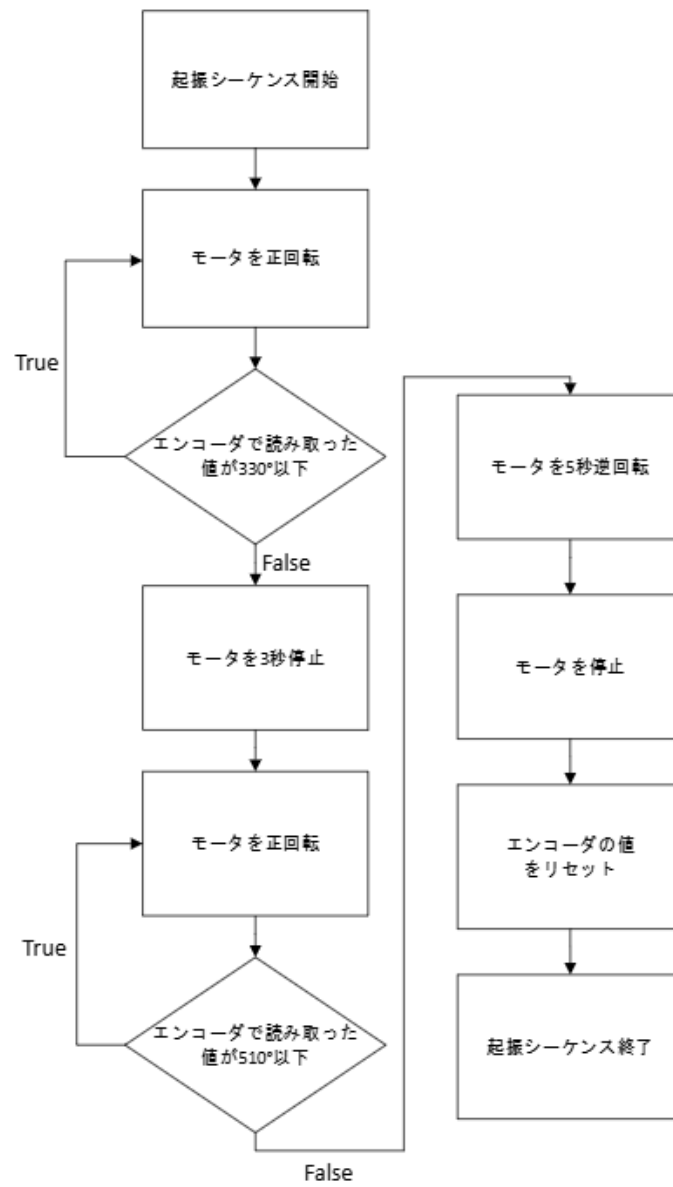 起振シーケンス開始
モータを正回転
True
エンコーダで読み取った
値が330°以下
False
モータを3秒停止
モータを正回転
True
エンコーダで読み取った
値が510°以下
False
モータを5秒逆回転
モータを停止
エンコーダの値
をリセット
起振シーケンス終了